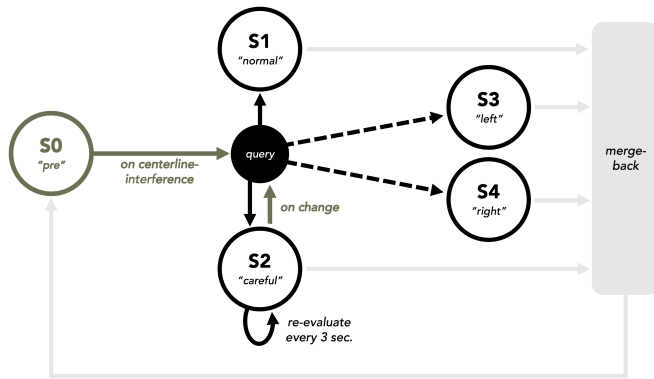 S1
"normal"
S0
"pre"
on centerline-
interference
query
S3
"left"
S4
"right"
merge-
back
on change
S2
"careful"
re-evaluate
every 3 sec.